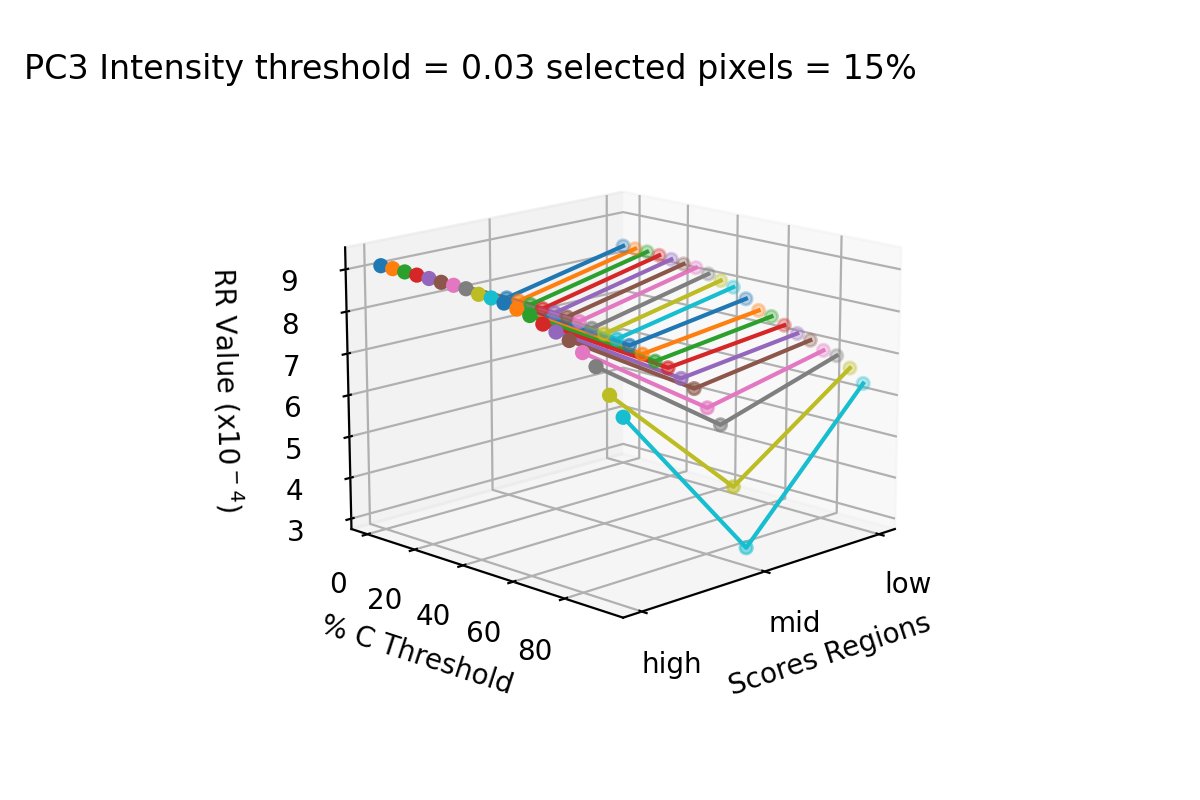 PC3 Intensity threshold = 0.03 selected pixels = 15%
RR Value (x10⁻⁴)
9
8
7
6
5
4
3
0
20
40
60
80
% C Threshold
high
mid
low
Scores Regions